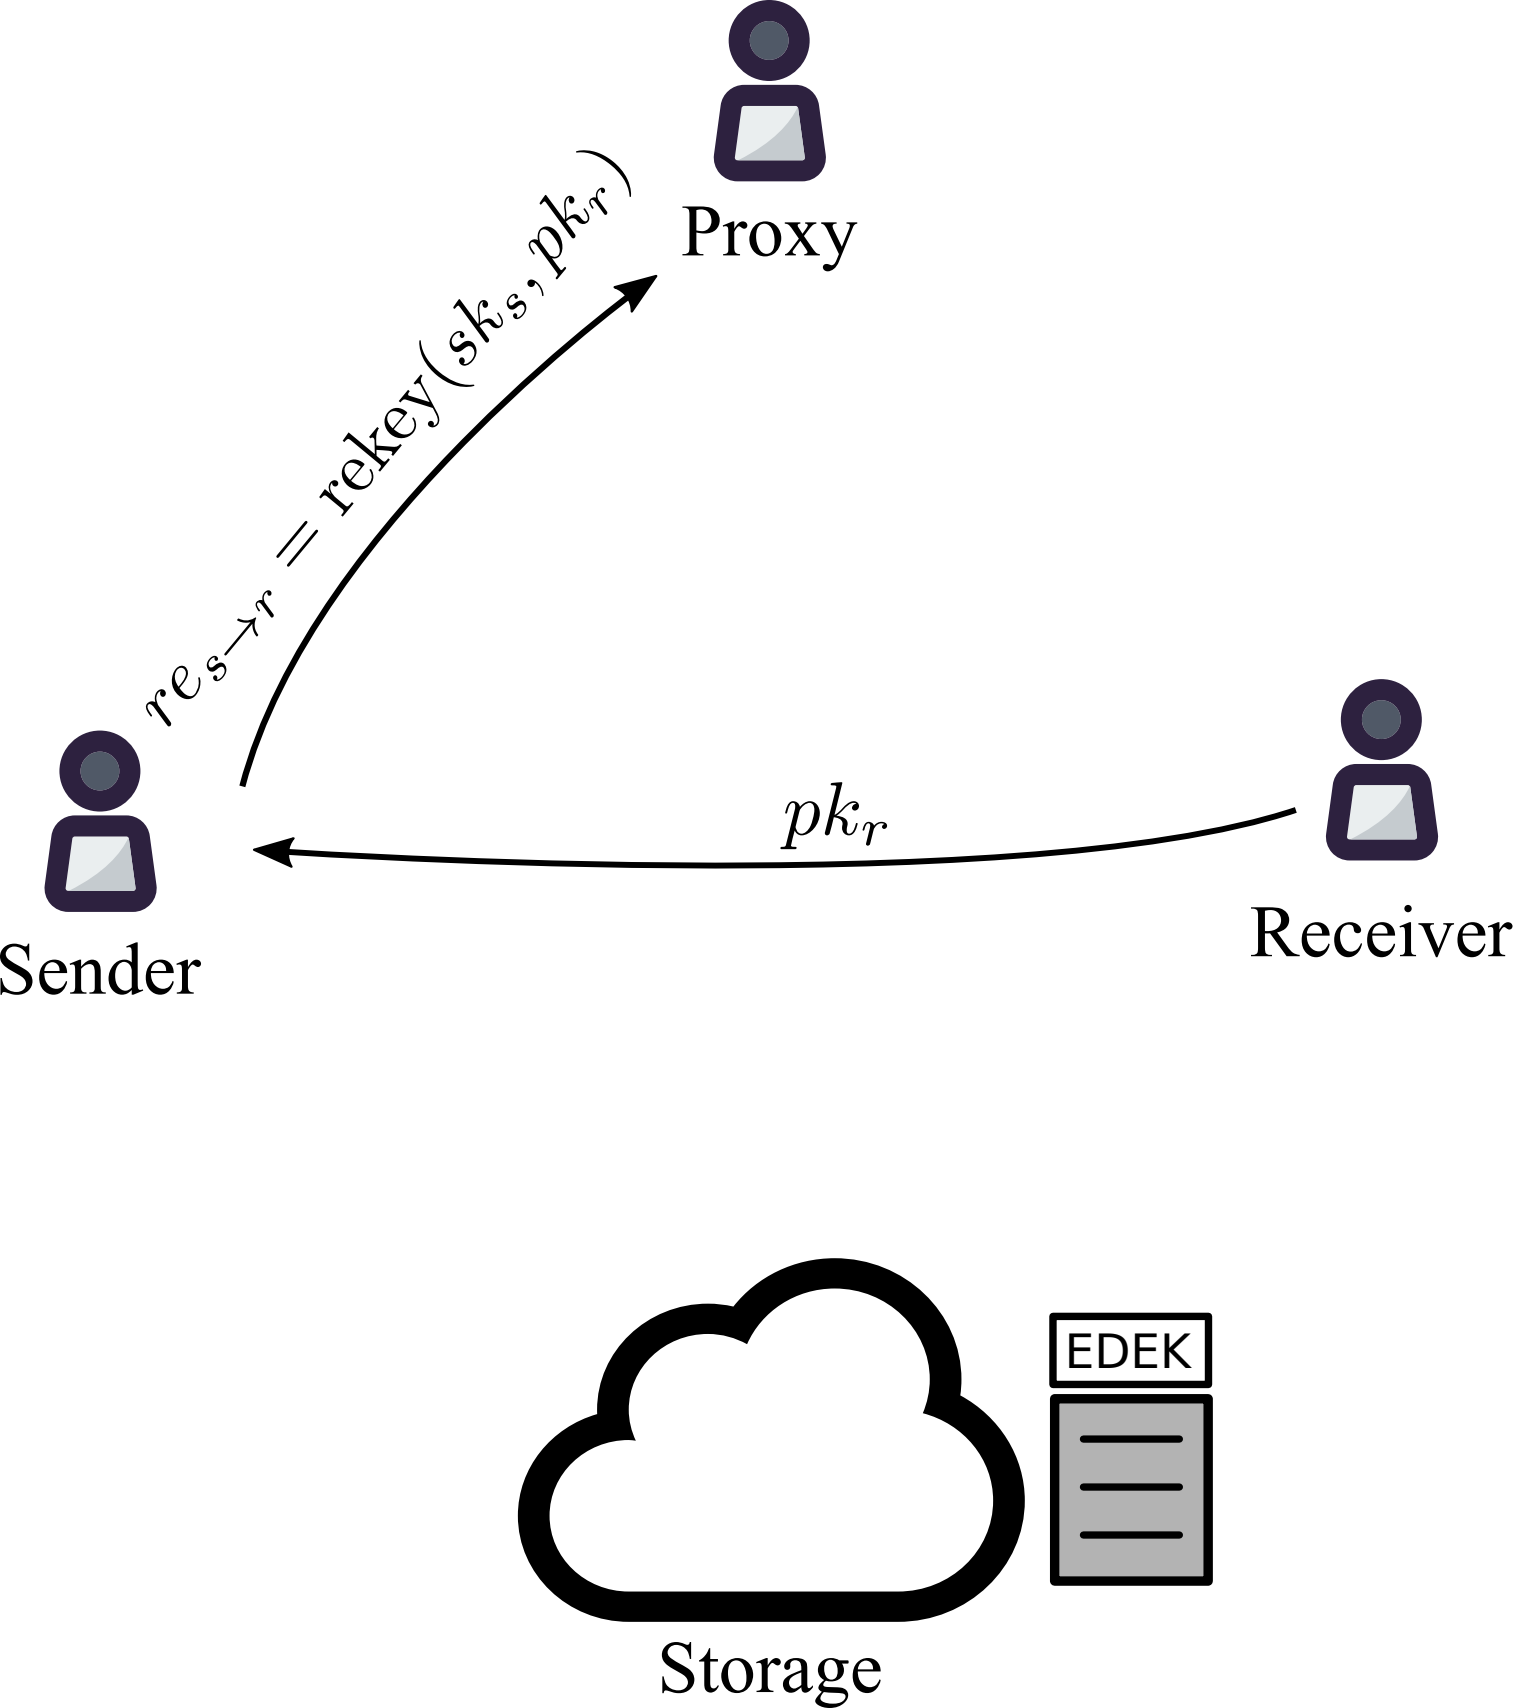 Proxy
re_{s→r} = rekey(sk_s, pk_r)
pk_r
Sender
Receiver
EDEK
Storage